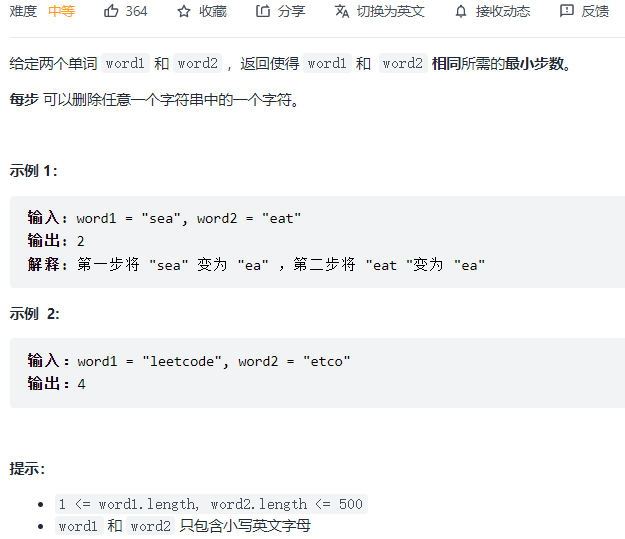 难度 中等 364 收藏 分享 切换为英文 接收动态 反馈
给定两个单词 word1 和 word2 ，返回使得 word1 和 word2 相同所需的最小步数。
每步 可以删除任意一个字符串中的一个字符。
示例 1：
输入：word1 = "sea", word2 = "eat"
输出：2
解释：第一步将 "sea" 变为 "ea" ，第二步将 "eat "变为 "ea"
示例 2:
输入：word1 = "leetcode", word2 = "etco"
输出：4
提示：
• 1 <= word1.length, word2.length <= 500
• word1 和 word2 只包含小写英文字母